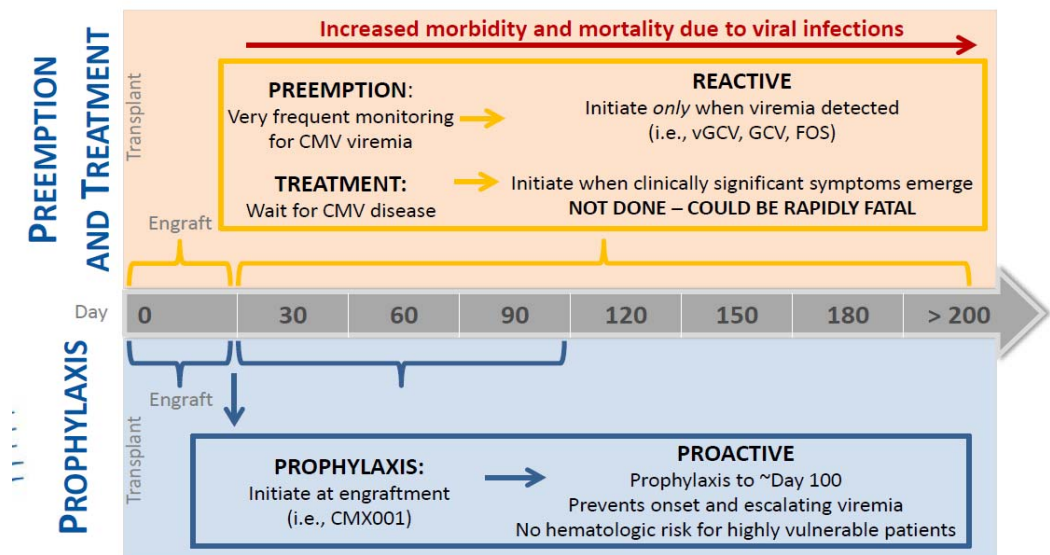 PREEMPTION
AND TREATMENT
Increased morbidity and mortality due to viral infections
Transplant
PREEMPTION:
Very frequent monitoring
for CMV viremia
REACTIVE
Initiate only when viremia detected
(i.e., vGCV, GCV, FOS)
TREATMENT:
Wait for CMV disease
Initiate when clinically significant symptoms emerge
NOT DONE – COULD BE RAPIDLY FATAL
Engraft
Day 0 30 60 90 120 150 180 > 200
PROPHYLAXIS
Engraft
Transplant
PROPHYLAXIS:
Initiate at engraftment
(i.e., CMX001)
PROACTIVE
Prophylaxis to ~Day 100
Prevents onset and escalating viremia
No hematologic risk for highly vulnerable patients